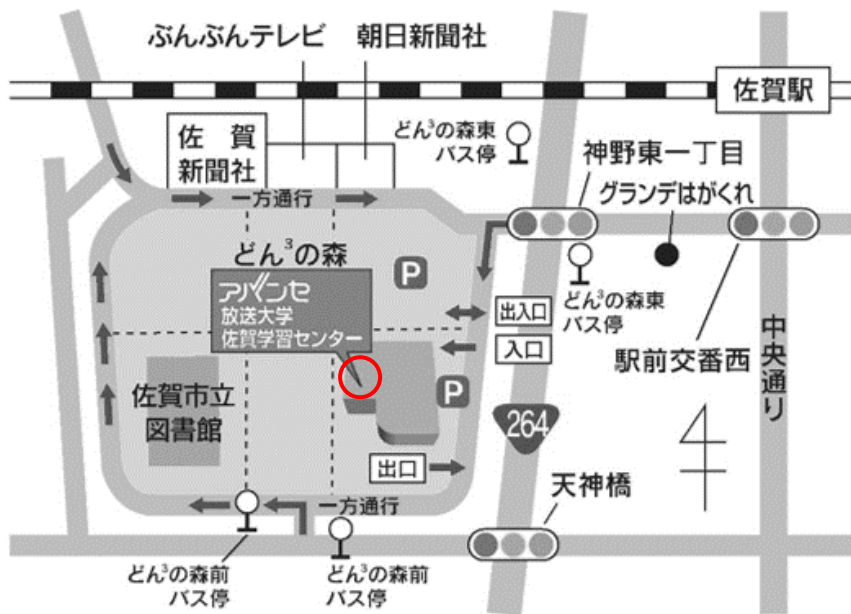 ぶんぶんテレビ
朝日新聞社
佐賀駅
佐賀
新聞社
どん³の森東
バス停
神野東一丁目
グランデはがくれ
一方通行
どん³の森
P
アバンセ
放送大学
佐賀学習センター
出入口
入口
どん³の森東
バス停
駅前交番西
中央通り
佐賀市立
図書館
P
264
出口
天神橋
一方通行
どん³の森前
バス停
どん³の森前
バス停